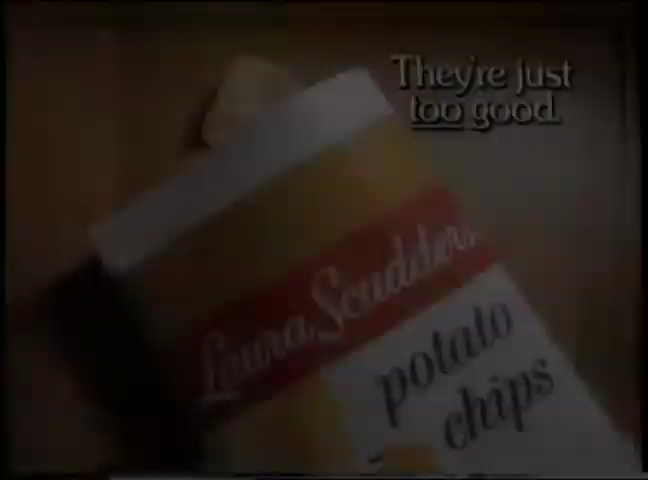 They're just
too good.
Laura Scudder's
potato
chips